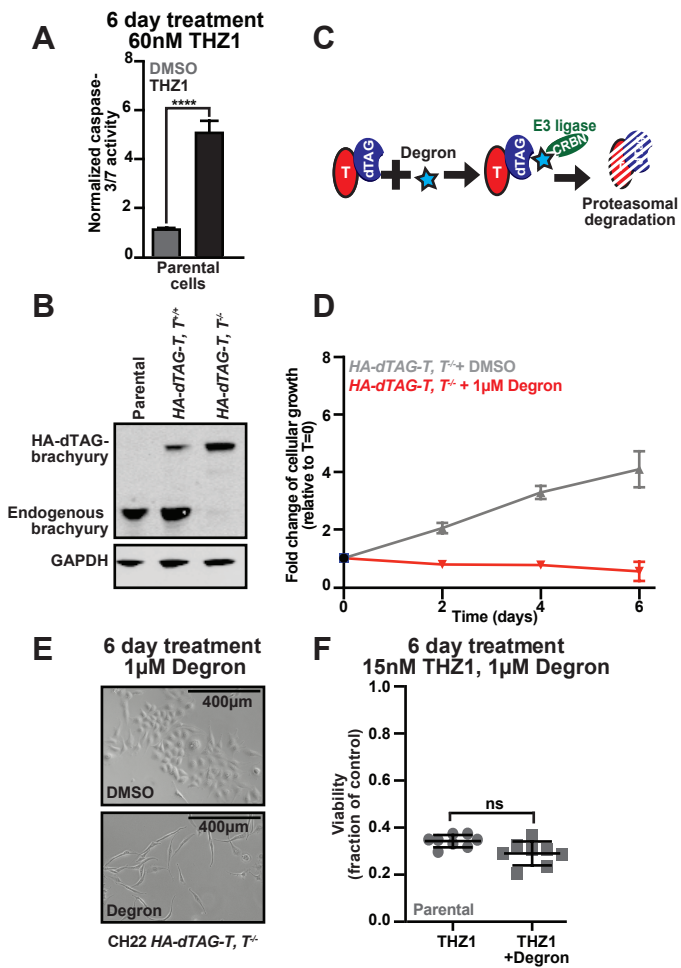 A
6 day treatment
60nM THZ1
Normalized caspase-
3/7 activity
8
6
4
2
0
DMSO
THZ1
****
Parental
cells
B
Parental
HA-dTAG-T, T+/+
HA-dTAG-T, T-/-
HA-dTAG-
brachyury
Endogenous
brachyury
GAPDH
C
T
dTAG
Degron
T
dTAG
E3 ligase
CRBN
Proteasomal
degradation
D
Fold change of cellular growth
(relative to T=0)
8
6
4
2
0
HA-dTAG-T, T-/-+ DMSO
HA-dTAG-T, T-/- + 1µM Degron
0
2
4
6
Time (days)
E
6 day treatment
1µM Degron
400µm
DMSO
400µm
Degron
CH22 HA-dTAG-T, T-/-
F
6 day treatment
15nM THZ1, 1µM Degron
Viability
(fraction of control)
1.0
0.8
0.6
0.4
0.2
0.0
ns
Parental
THZ1
THZ1
+Degron